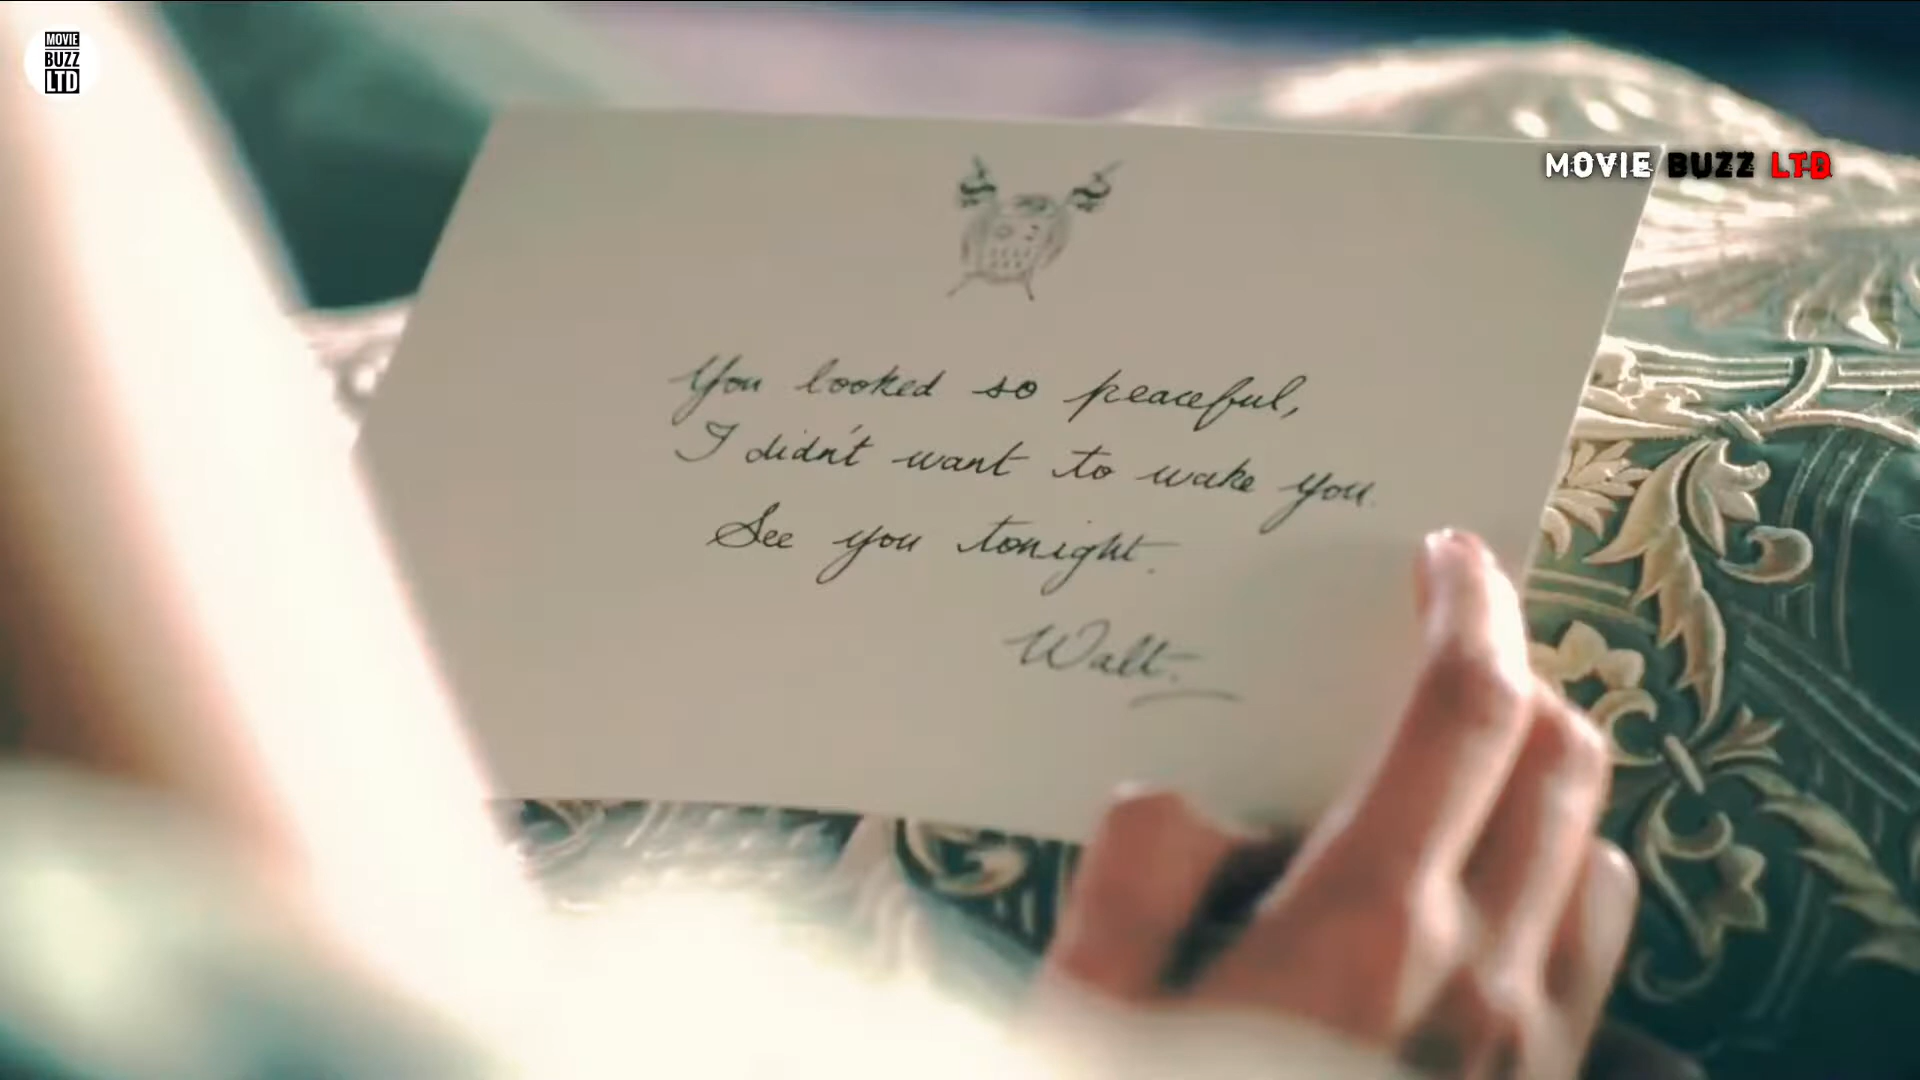 MOVIE
BUZZ
LTD
MOVIE BUZZ LTD
You looked so peaceful,
I didn't want to wake you.
See you tonight.
Walt.